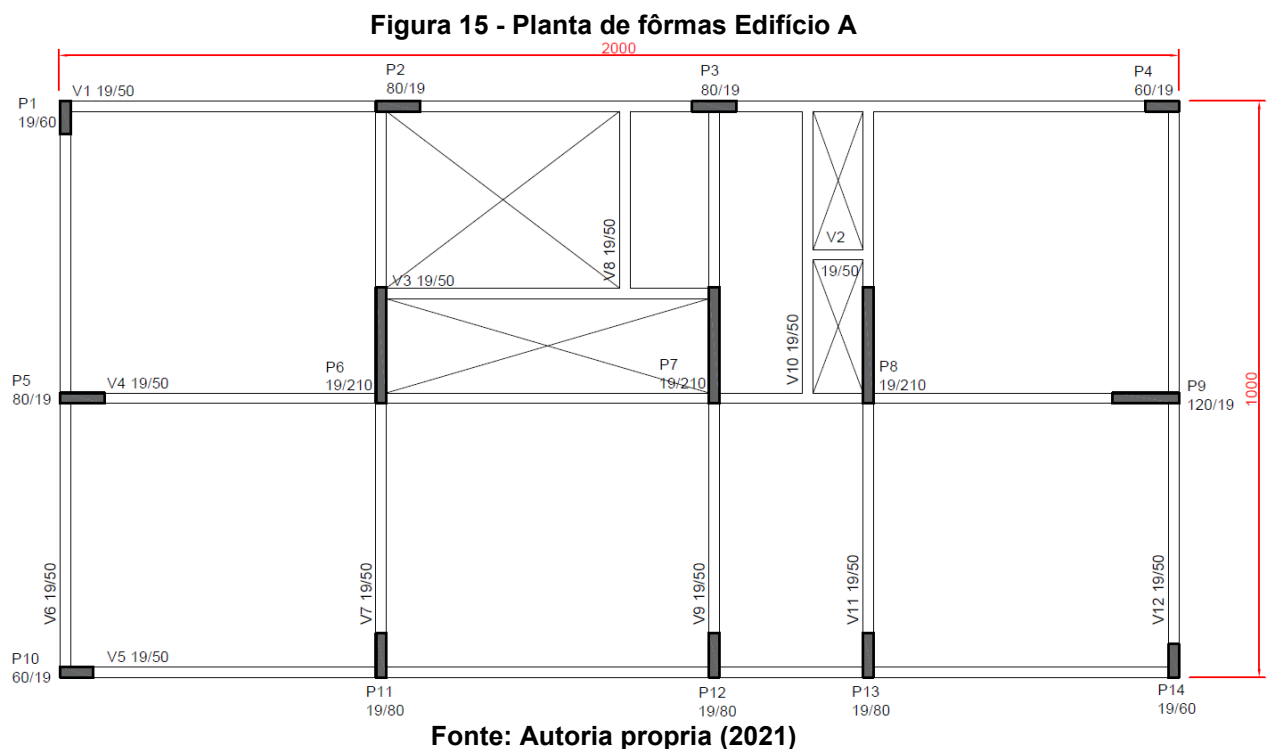 Figura 15 - Planta de fôrmas Edifício A
2000
P1
19/60
V1 19/50
P2
80/19
P3
80/19
P4
60/19
V8 19/50
V2
19/50
V3 19/50
V10 19/50
P5
80/19
V4 19/50
P6
19/210
P7
19/210
P8
19/210
P9
120/19
1000
V6 19/50
V7 19/50
V9 19/50
V11 19/50
V12 19/50
P10
60/19
V5 19/50
P11
19/80
P12
19/80
P13
19/80
P14
19/60
Fonte: Autoria propria (2021)